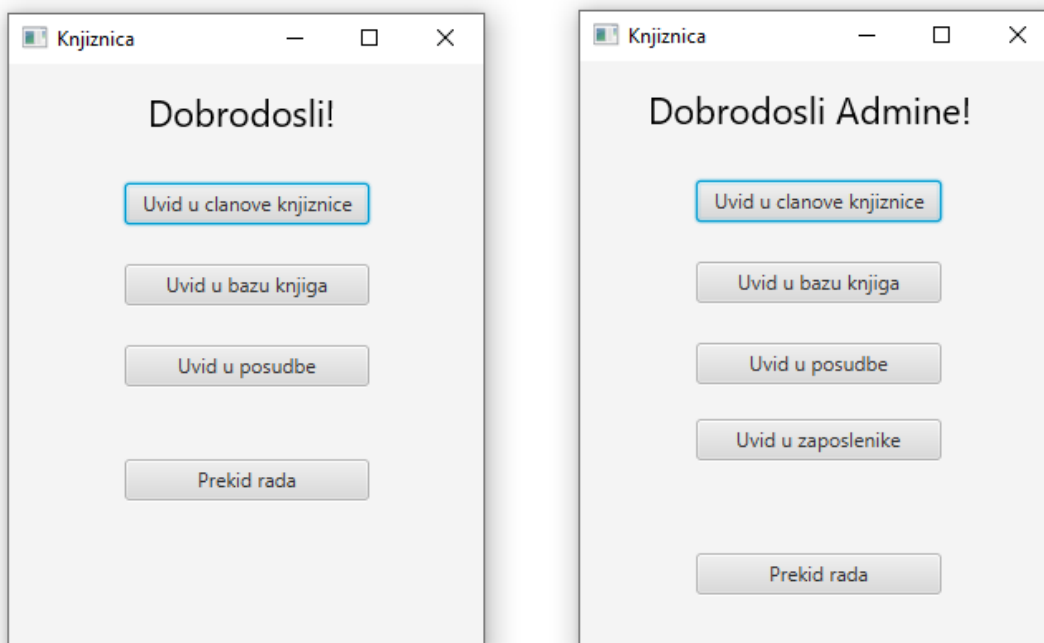 Knjiznica
Dobrodosli!
Uvid u clanove knjiznice
Uvid u bazu knjiga
Uvid u posudbe
Prekid rada
Knjiznica
Dobrodosli Admine!
Uvid u clanove knjiznice
Uvid u bazu knjiga
Uvid u posudbe
Uvid u zaposlenike
Prekid rada